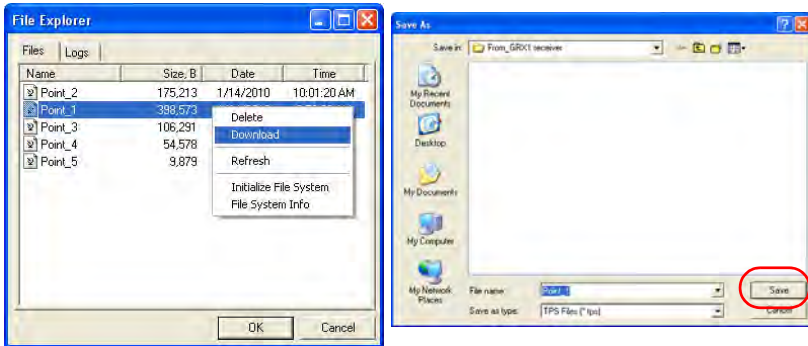 File Explorer
Files Logs
Name Size, B Date Time
Point_2 175,213 1/14/2010 10:01:20 AM
Point_1 398,573
Point_3 106,291
Point_4 54,578
Point_5 9,879
Delete
Download
Refresh
Initialize File System
File System Info
OK Cancel
Save As
Save in: From_GRX1 receiver
My Recent
Documents
Desktop
My Documents
My Computer
My Network
Places
File name: Point_1 Save
Save as type: TPS Files (*.tps) Cancel